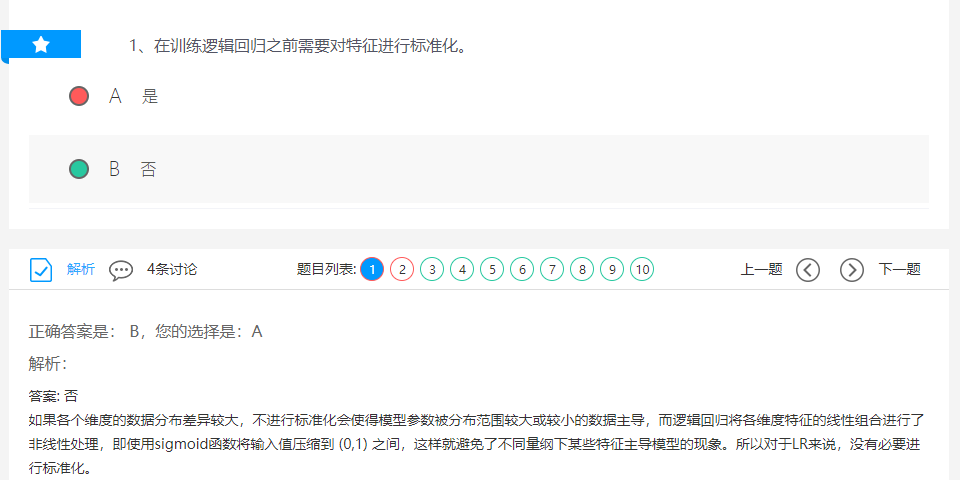 1、在训练逻辑回归之前需要对特征进行标准化。
A 是
B 否
解析 4条讨论 题目列表: 1 2 3 4 5 6 7 8 9 10 上一题 下一题
正确答案是： B，您的选择是：A
解析：
答案: 否
如果各个维度的数据分布差异较大，不进行标准化会使得模型参数被分布范围较大或较小的数据主导，而逻辑回归将各维度特征的线性组合进行了
非线性处理，即使用sigmoid函数将输入值压缩到 (0,1) 之间，这样就避免了不同量纲下某些特征主导模型的现象。所以对于LR来说，没有必要进
行标准化。